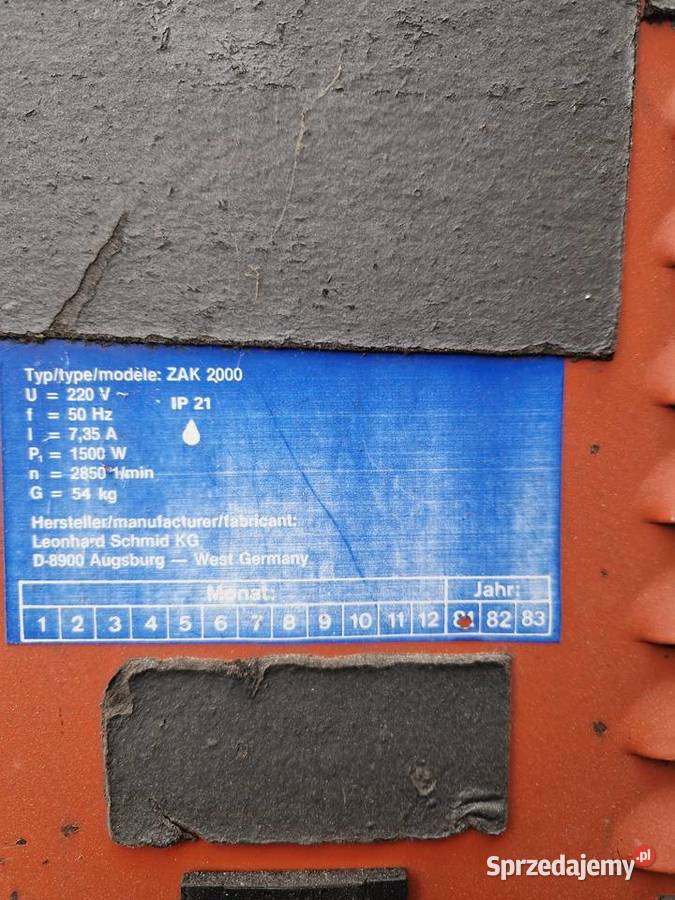 Typ/type/modèle: ZAK 2000
U = 220 V ~
IP 21
f = 50 Hz
I = 7,35 A
P₁ = 1500 W
n = 2850 1/min
G = 54 kg
Hersteller/manufacturer/fabricant:
Leonhard Schmid KG
D-8900 Augsburg — West Germany
Monat: Jahr:
1 2 3 4 5 6 7 8 9 10 11 12 81 82 83
Sprzedajemy.pl